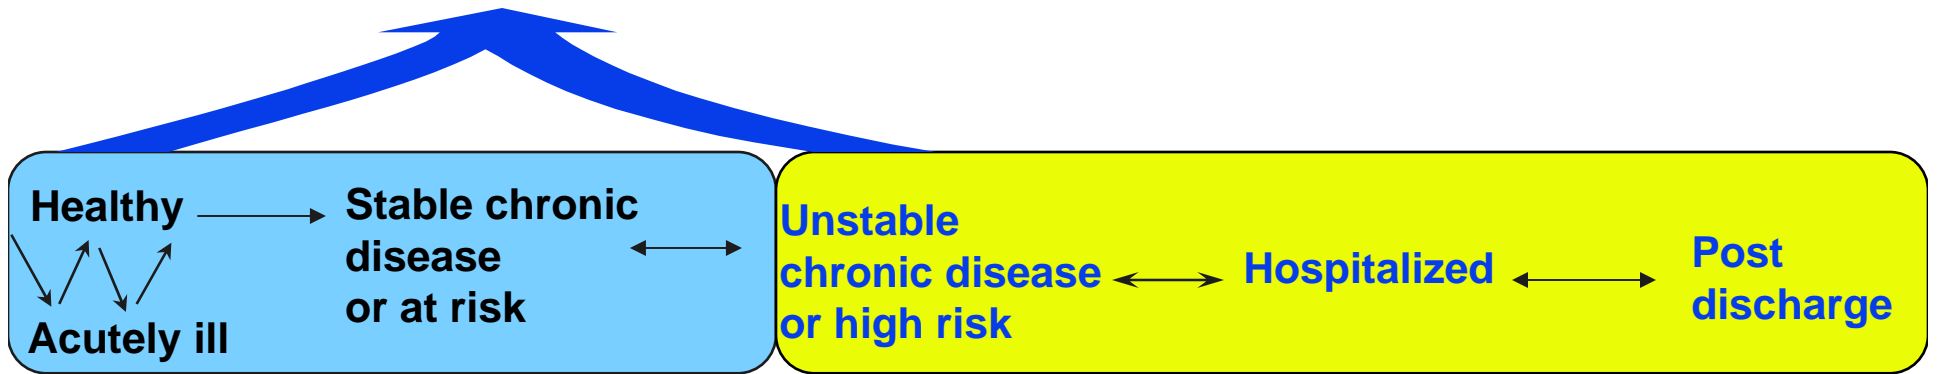 Healthy
Acutely ill
Stable chronic
disease
or at risk
Unstable
chronic disease
or high risk
Hospitalized
Post
discharge